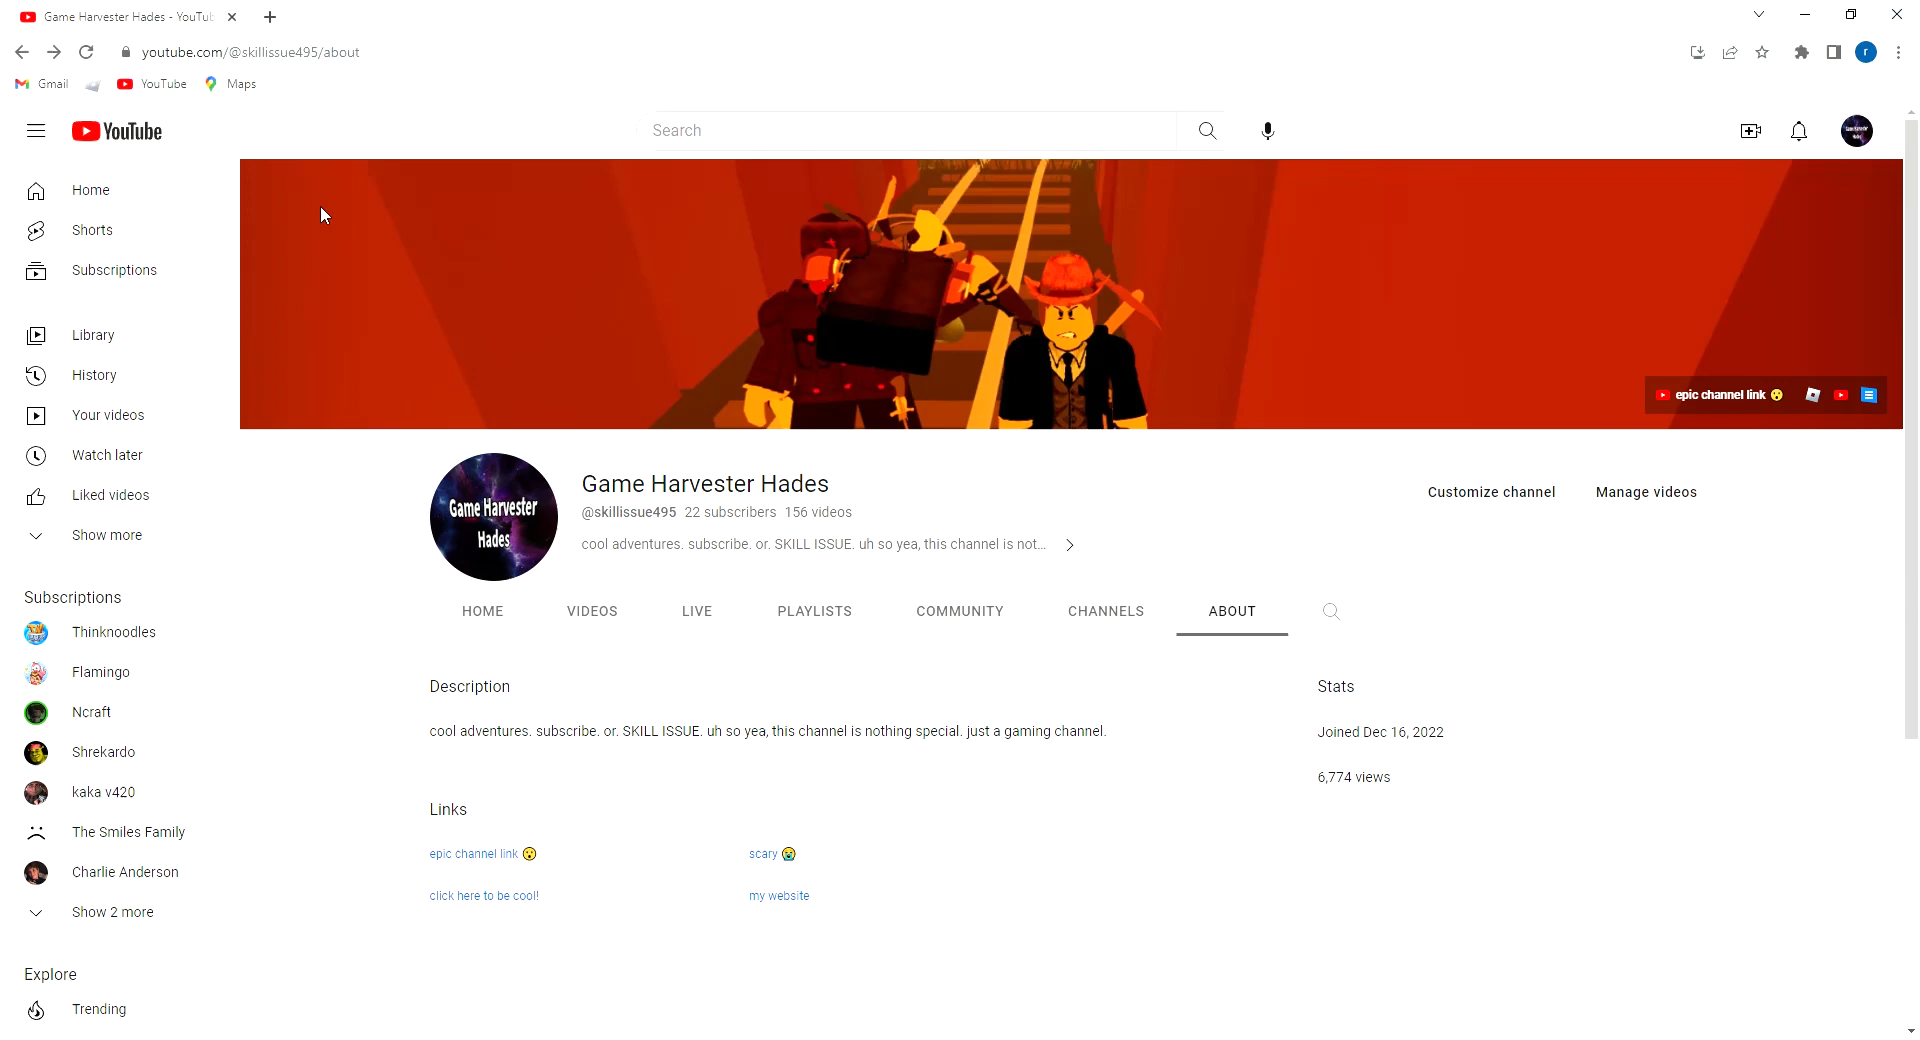 Game Harvester Hades - YouTub
youtube.com/@skillissue495/about
r
Gmail
YouTube
Maps
YouTube
Search
Home
Shorts
Subscriptions
Library
History
Your videos
Watch later
Liked videos
Show more
Subscriptions
Thinknoodles
Flamingo
Ncraft
Shrekardo
kaka v420
The Smiles Family
Charlie Anderson
Show 2 more
Explore
Trending
epic channel link 😮
Game Harvester
Hades
Game Harvester Hades
@skillissue495 22 subscribers 156 videos
cool adventures. subscribe. or. SKILL ISSUE. uh so yea, this channel is not...
Customize channel Manage videos
HOME VIDEOS LIVE PLAYLISTS COMMUNITY CHANNELS ABOUT
Description
cool adventures. subscribe. or. SKILL ISSUE. uh so yea, this channel is nothing special. just a gaming channel.
Links
epic channel link 😮 scary 😭
click here to be cool! my website
Stats
Joined Dec 16, 2022
6,774 views